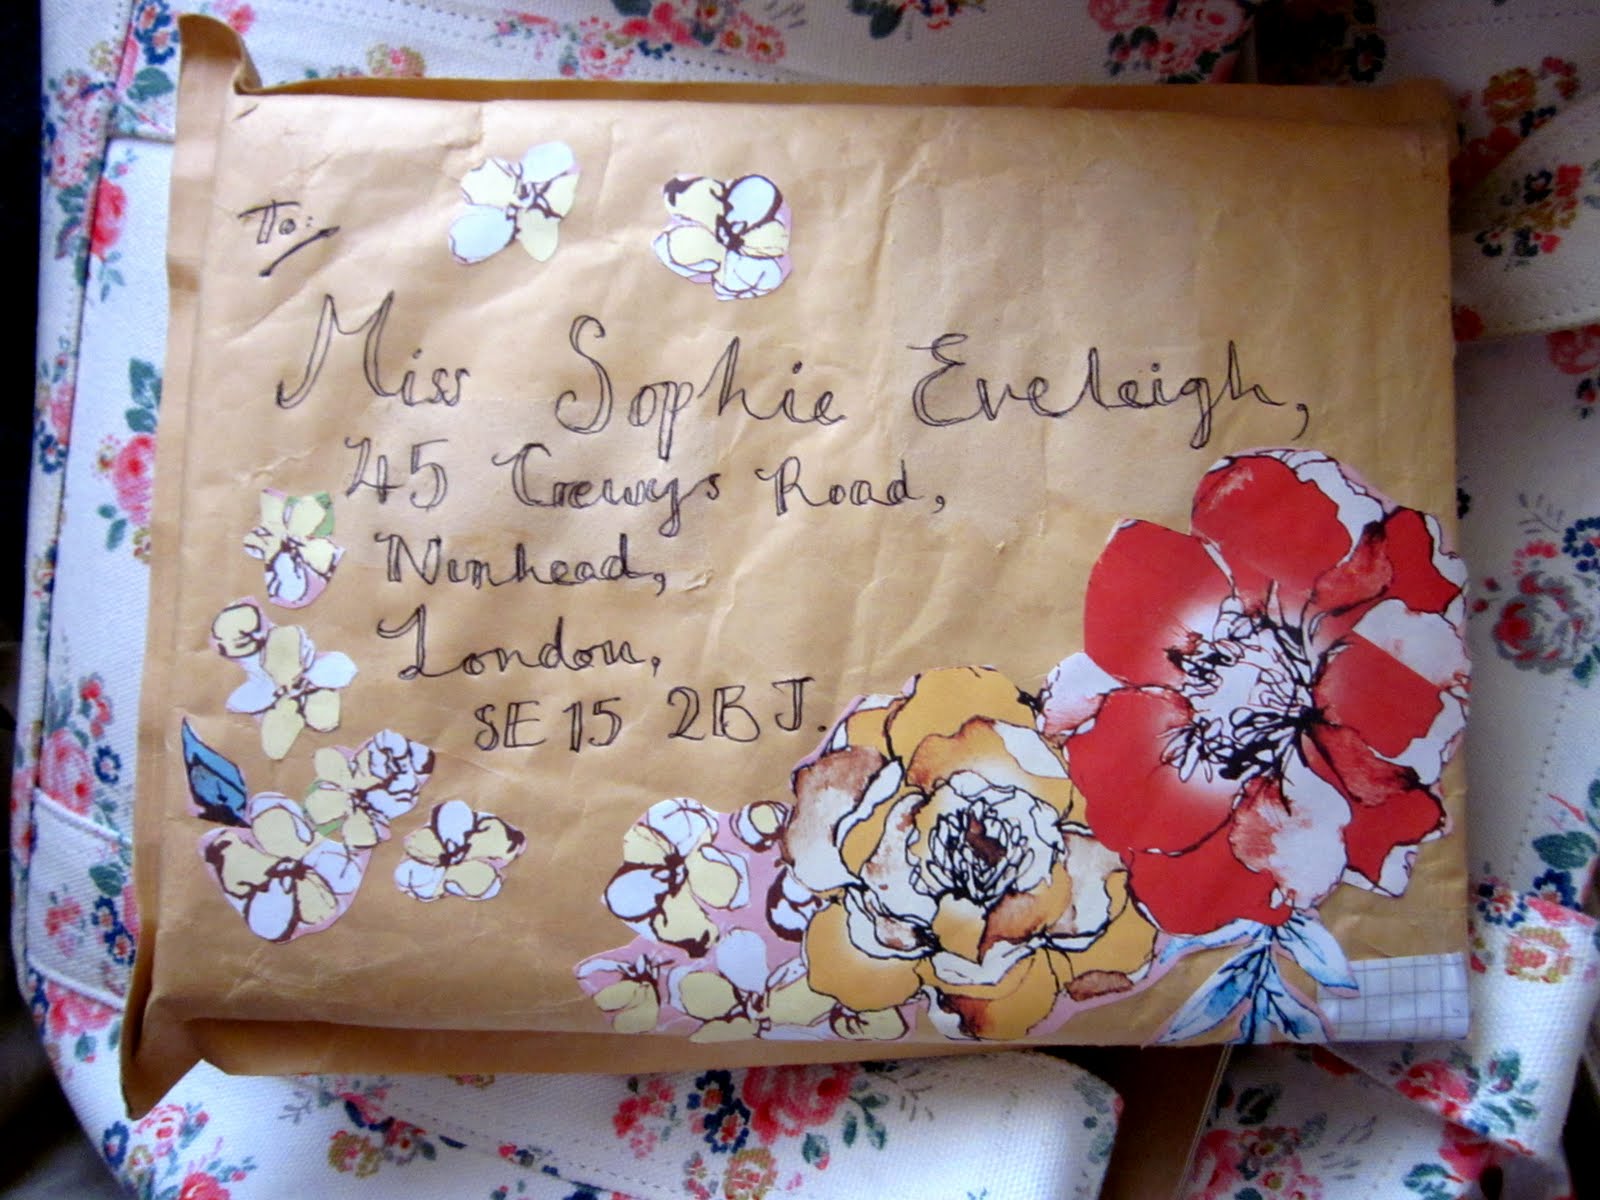 To:
Miss Sophie Eveleigh,
45 Crewys Road,
Nunhead,
London,
SE15 2BJ.